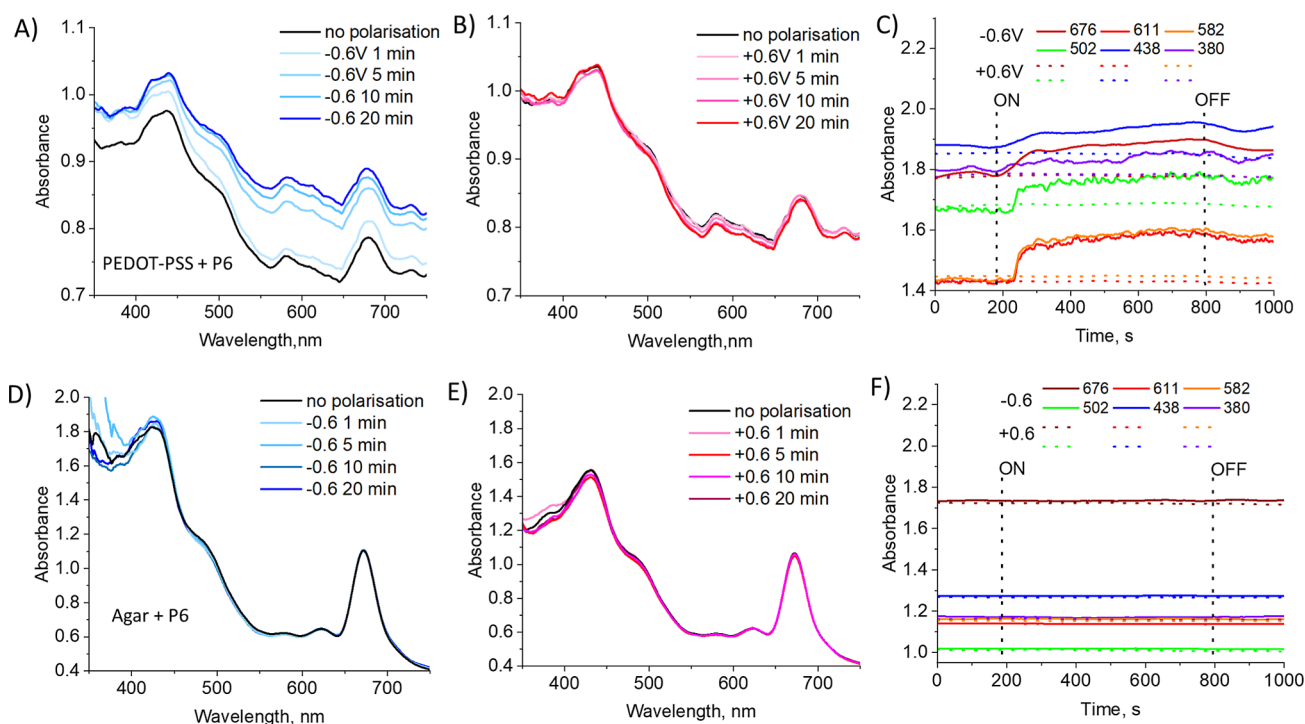 A)
1.1
1.0
0.9
0.8
0.7
Absorbance
no polarisation
-0.6V 1 min
-0.6V 5 min
-0.6 10 min
-0.6 20 min
PEDOT-PSS + P6
400 500 600 700
Wavelength,nm
B)
1.1
1.0
0.9
0.8
0.7
Absorbance
no polarisation
+0.6V 1 min
+0.6V 5 min
+0.6V 10 min
+0.6V 20 min
400 500 600 700
Wavelength,nm
C)
2.2
2.0
1.8
1.6
1.4
Absorbance
-0.6V 676 611 582
502 438 380
+0.6V
ON OFF
0 200 400 600 800 1000
Time, s
D)
2.0
1.8
1.6
1.4
1.2
1.0
0.8
0.6
0.4
Absorbance
no polarisation
-0.6 1 min
-0.6 5 min
-0.6 10 min
-0.6 20 min
Agar + P6
400 500 600 700
Wavelength, nm
E)
2.0
1.8
1.6
1.4
1.2
1.0
0.8
0.6
0.4
Absorbance
no polarisation
+0.6 1 min
+0.6 5 min
+0.6 10 min
+0.6 20 min
400 500 600 700
Wavelength, nm
F)
2.2
1.9
1.7
1.4
1.2
1.0
Absorbance
-0.6 676 611 582
502 438 380
+0.6
ON OFF
0 200 400 600 800 1000
Time, s